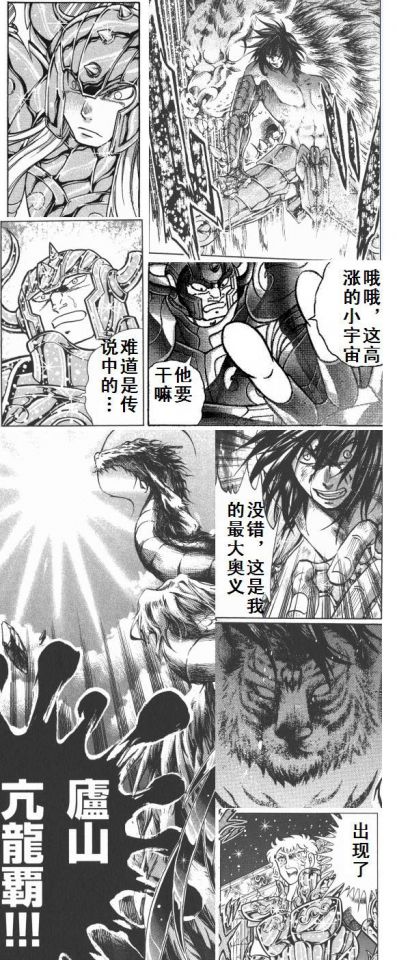 哦哦，这高
涨的小宇宙
他要
干嘛
难道是传
说中的…
没错，这是我
的最大奥义
廬山
亢龍覇!!!
出现了